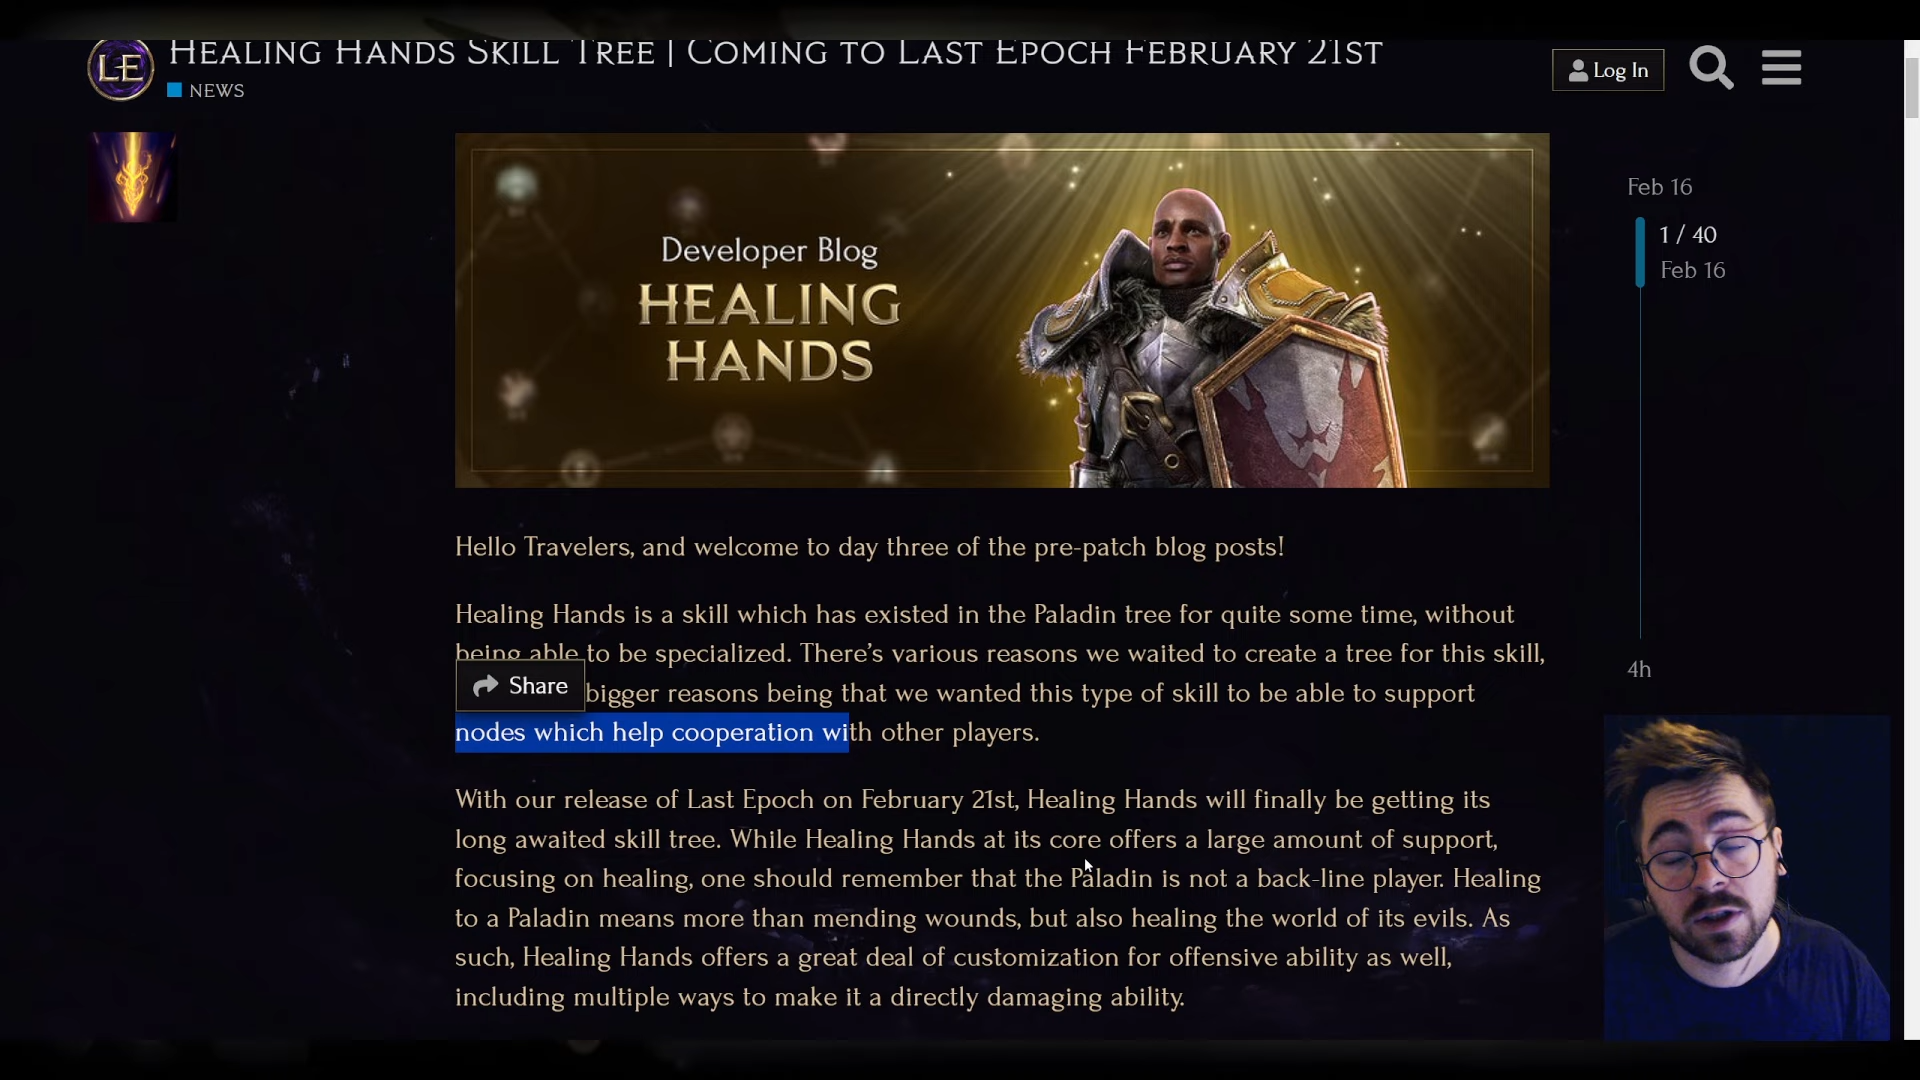 LE
Healing Hands Skill Tree | Coming to Last Epoch February 21st
NEWS
Log In
Developer Blog
HEALING
HANDS
Feb 16
1 / 40
Feb 16
Hello Travelers, and welcome to day three of the pre-patch blog posts!
Healing Hands is a skill which has existed in the Paladin tree for quite some time, without
being able to be specialized. There's various reasons we waited to create a tree for this skill,
Share
bigger reasons being that we wanted this type of skill to be able to support
4h
nodes which help cooperation with other players.
With our release of Last Epoch on February 21st, Healing Hands will finally be getting its
long awaited skill tree. While Healing Hands at its core offers a large amount of support,
focusing on healing, one should remember that the Paladin is not a back-line player. Healing
to a Paladin means more than mending wounds, but also healing the world of its evils. As
such, Healing Hands offers a great deal of customization for offensive ability as well,
including multiple ways to make it a directly damaging ability.